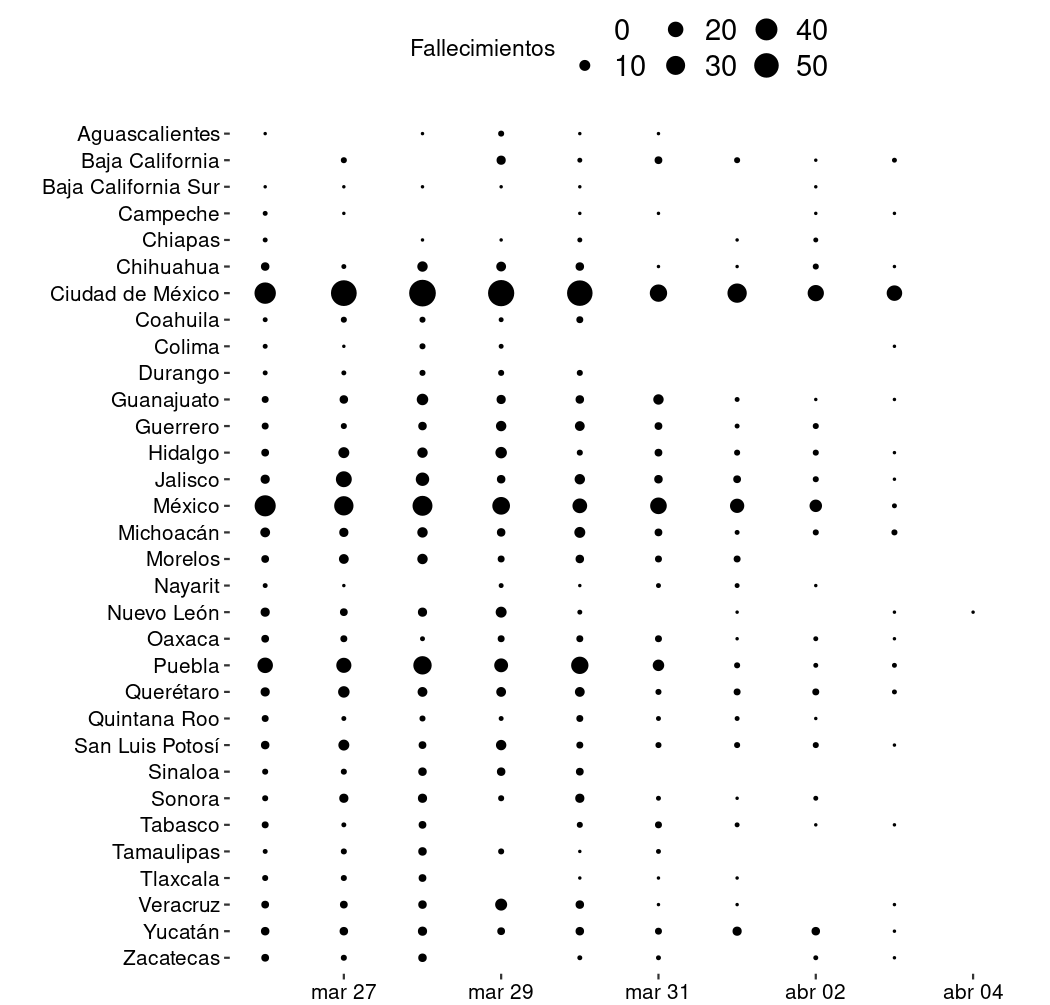 Fallecimientos
0 20 40
10 30 50
Aguascalientes
Baja California
Baja California Sur
Campeche
Chiapas
Chihuahua
Ciudad de México
Coahuila
Colima
Durango
Guanajuato
Guerrero
Hidalgo
Jalisco
México
Michoacán
Morelos
Nayarit
Nuevo León
Oaxaca
Puebla
Querétaro
Quintana Roo
San Luis Potosí
Sinaloa
Sonora
Tabasco
Tamaulipas
Tlaxcala
Veracruz
Yucatán
Zacatecas
mar 27 mar 29 mar 31 abr 02 abr 04